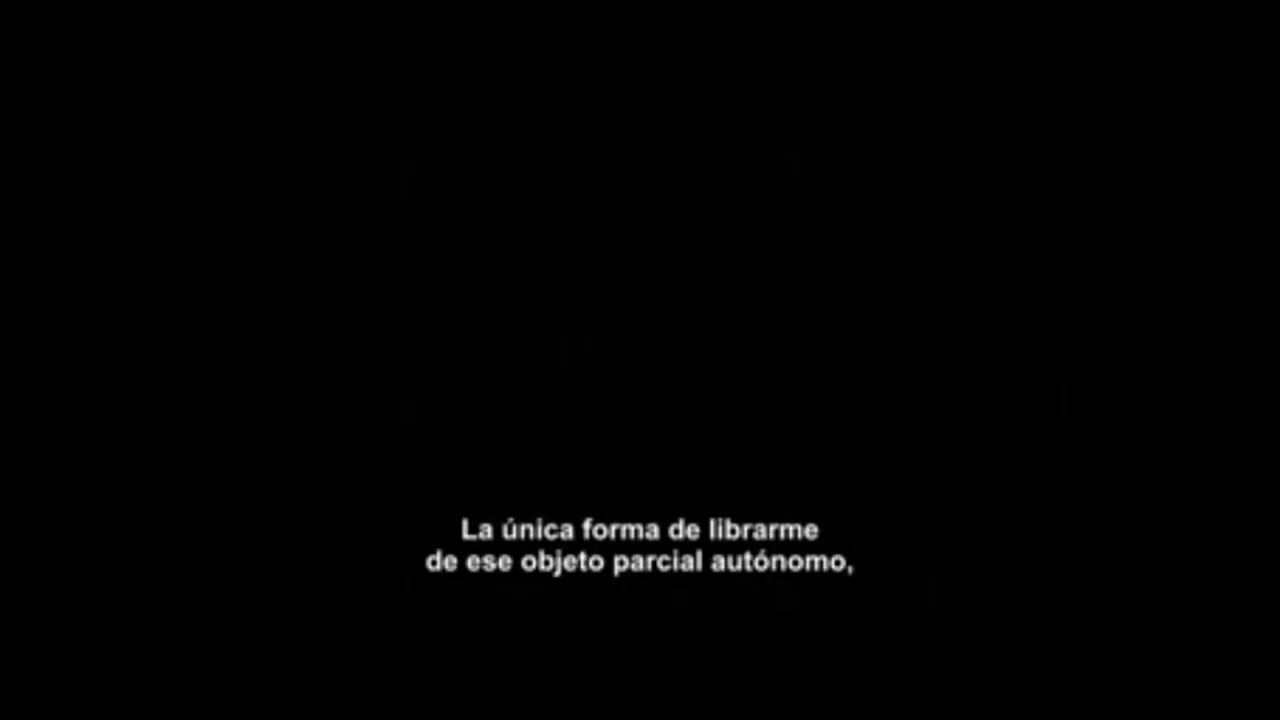 La única forma de librarme
de ese objeto parcial autónomo,